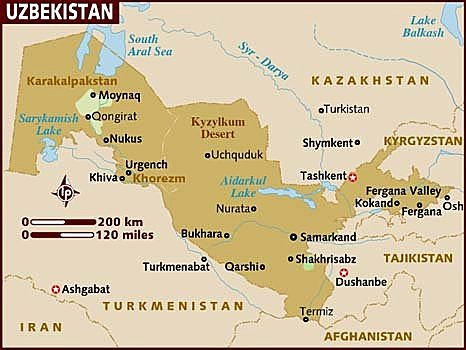 UZBEKISTAN
South
Aral Sea
Syr - Darya
Lake
Balkash
Karakalpakstan
Moynaq
Qongirat
Sarykamish
Lake
Nukus
Urgench
Khiva
Khorezm
Kyzylkum
Desert
Uchquduk
KAZAKHSTAN
Turkistan
Shymkent
KYRGYZSTAN
Tashkent
Aidarkul
Lake
Fergana Valley
Kokand
Fergana
Osh
Nurata
200 km
120 miles
Bukhara
Samarkand
Turkmenabat
Qarshi
Shakhrisabz
TAJIKISTAN
Dushanbe
Ashgabat
TURKMENISTAN
Termiz
IRAN
AFGHANISTAN
0
0
lp